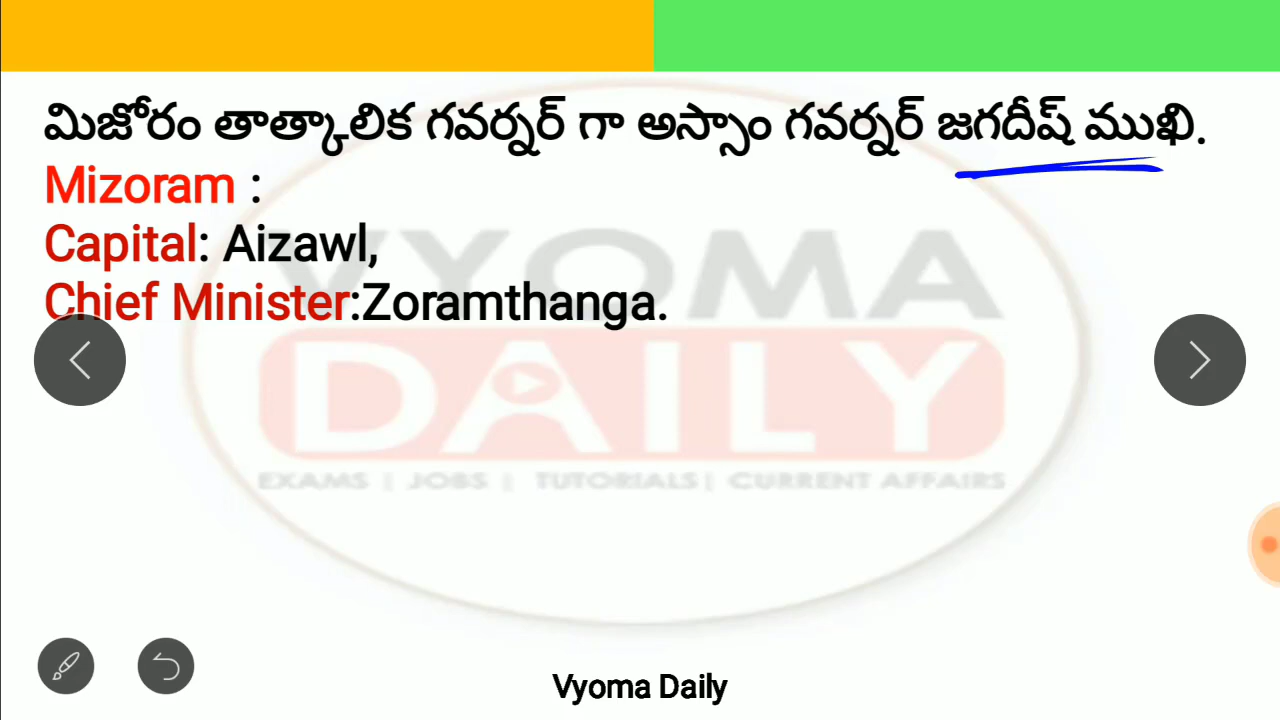 మిజోరం తాత్కాలిక గవర్నర్ గా అస్సాం గవర్నర్ జగదీష్ ముఖి.
Mizoram :
Capital: Aizawl,
Chief Minister:Zoramthanga.
VYOMA
DAILY
EXAMS | JOBS | TUTORIALS | CURRENT AFFAIRS
Vyoma Daily